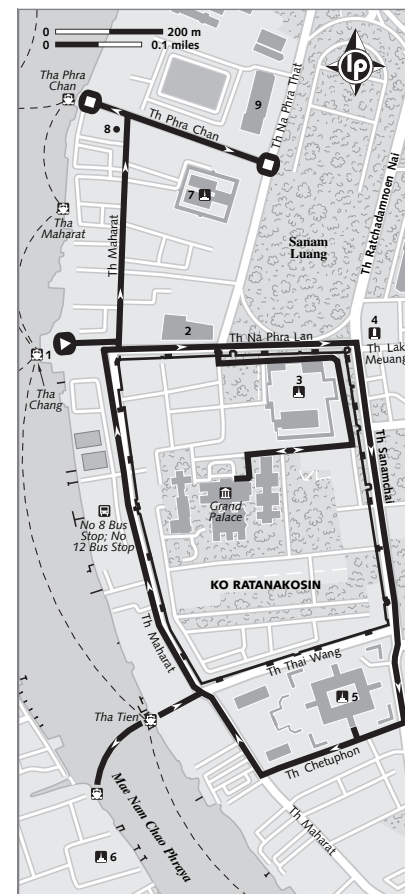 0 200 m
0 0.1 miles
lp
Tha Phra
Chan
Th Phra Chan
9
Th Na Phra That
8
7
Th Ratchadamnoen Nai
Tha
Maharat
Th Maharat
Sanam
Luang
2
Th Na Phra Lan
4
Th Lak
Meuang
1
Tha
Chang
3
Th Sanamchai
Grand
Palace
No 8 Bus
Stop; No
12 Bus Stop
KO RATANAKOSIN
Th Maharat
Th Thai Wang
Tha Tien
5
Th Chetuphon
Mae Nam Chao Phraya
Th Maharat
6